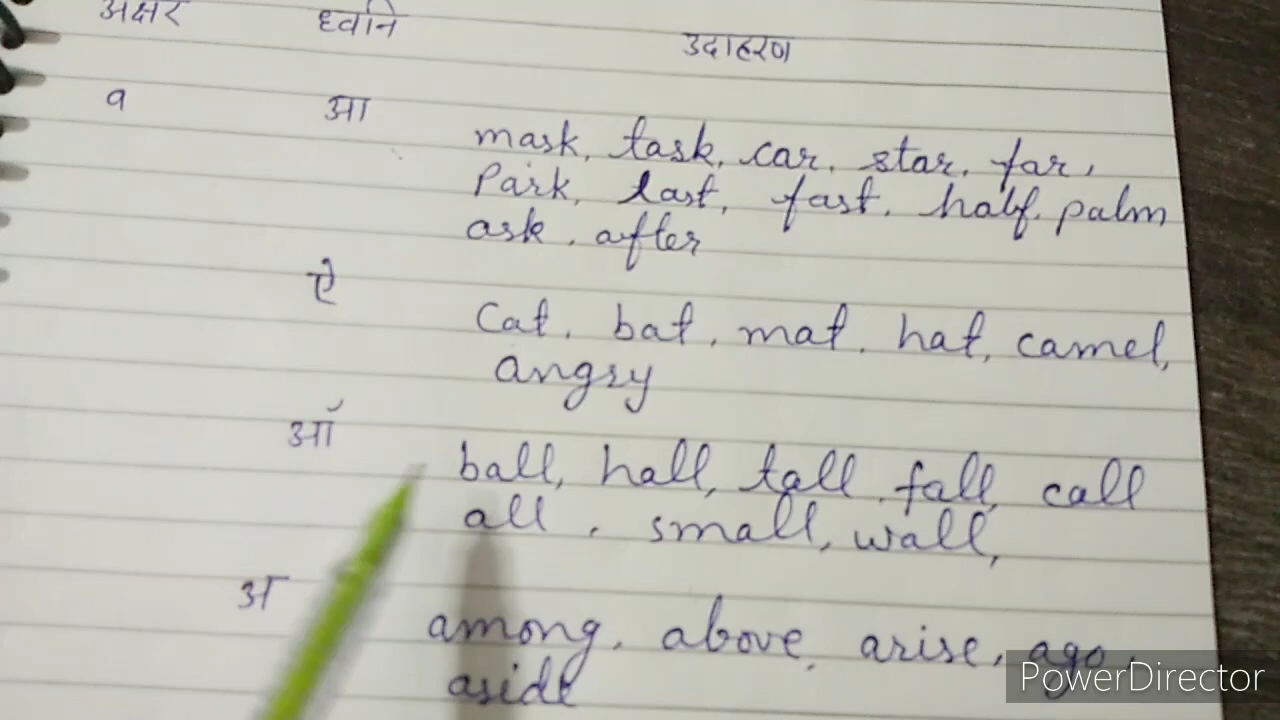 अक्षर ध्वनि उदाहरण
a आ mask, task, car, star, far,
Park, last, fast, half, palm
ask, after
ऐ Cat, bat, mat, hat, camel,
angry
ऑ ball, hall, tall, fall, call
all, small, wall,
अ among, above, arise, ago,
aside
PowerDirector